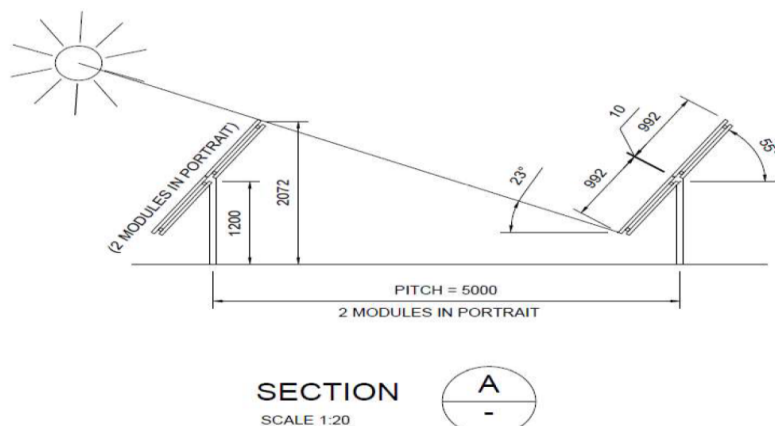 (2 MODULES IN PORTRAIT)
1200
2072
23°
992
10
992
55°
PITCH = 5000
2 MODULES IN PORTRAIT
SECTION
SCALE 1:20
A
-